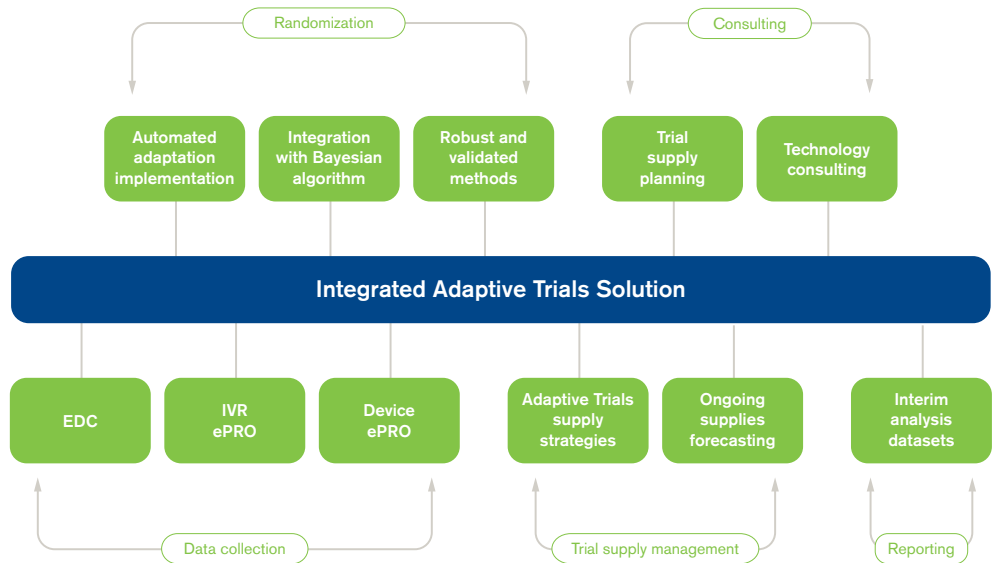 Randomization
Consulting
Automated
adaptation
implementation
Integration
with Bayesian
algorithm
Robust and
validated
methods
Trial
supply
planning
Technology
consulting
Integrated Adaptive Trials Solution
EDC
IVR
ePRO
Device
ePRO
Adaptive Trials
supply
strategies
Ongoing
supplies
forecasting
Interim
analysis
datasets
Data collection
Trial supply management
Reporting